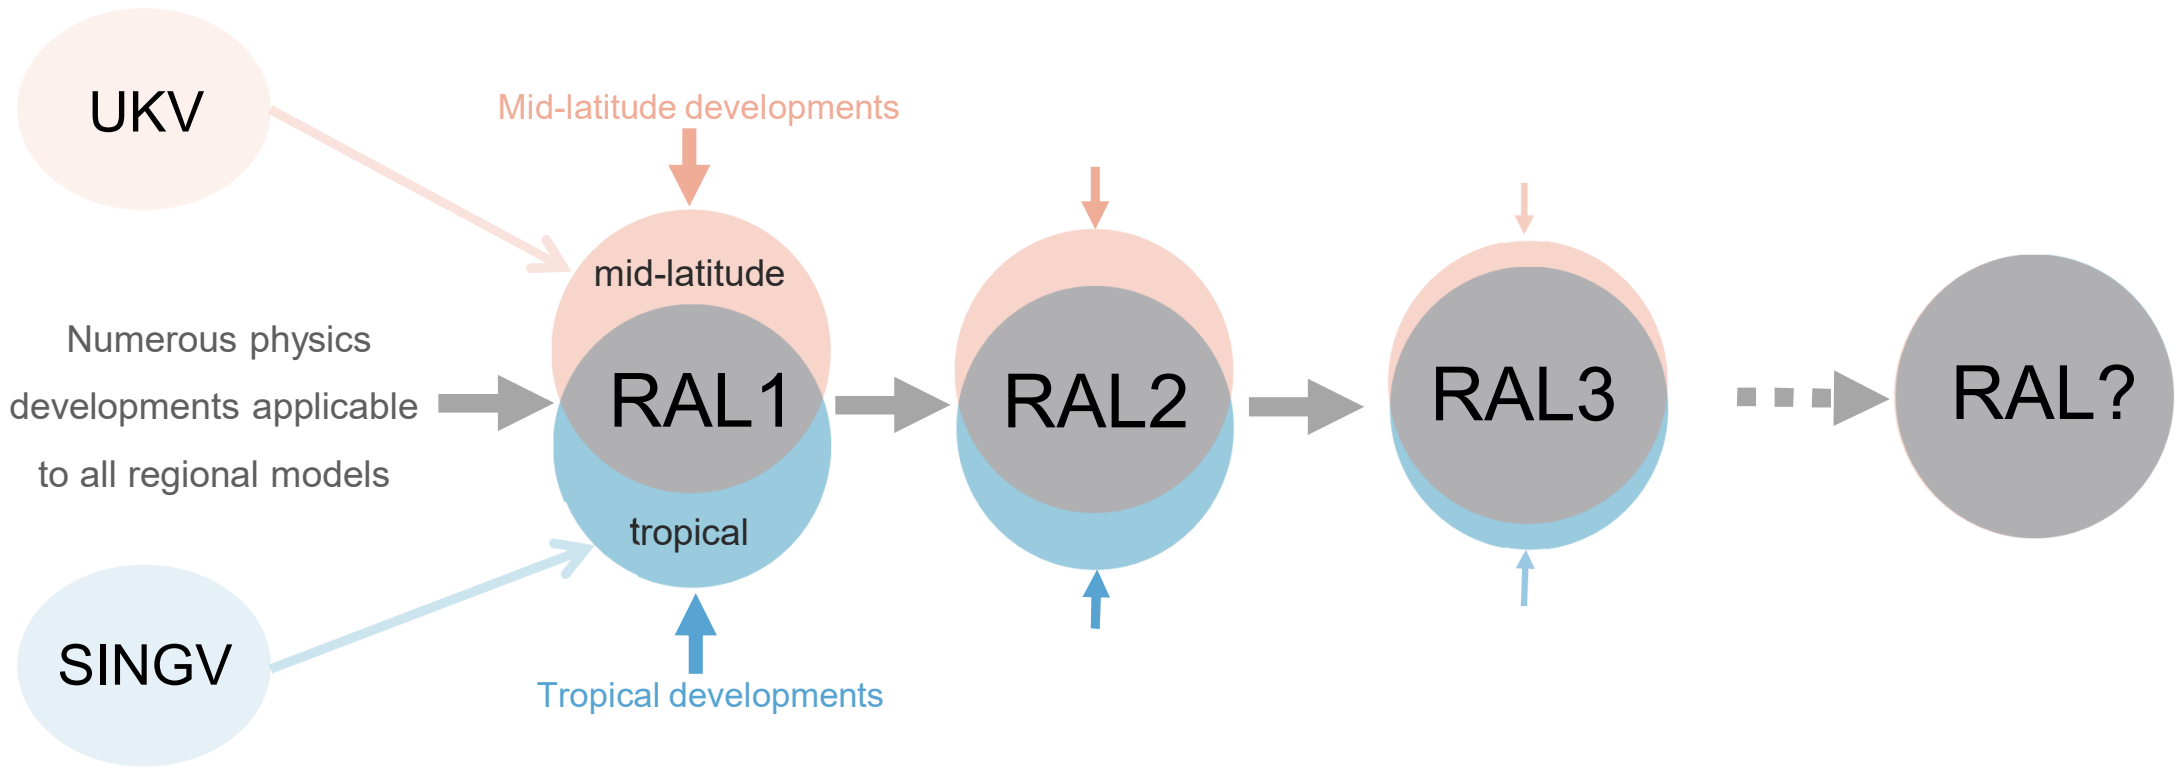 UKV
Mid-latitude developments
mid-latitude
Numerous physics
developments applicable
to all regional models
RAL1
RAL2
RAL3
RAL?
tropical
SINGV
Tropical developments